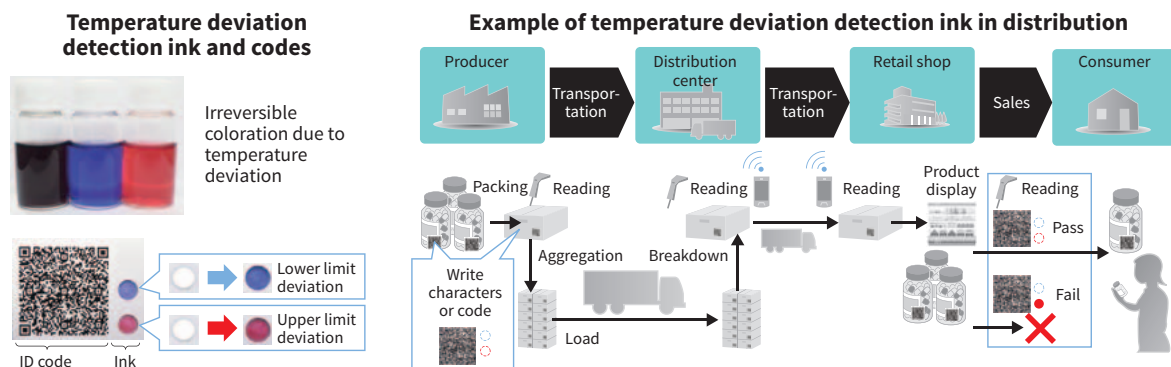 Temperature deviation
detection ink and codes
Irreversible
coloration due to
temperature
deviation
Lower limit
deviation
Upper limit
deviation
ID code
Ink
Example of temperature deviation detection ink in distribution
Producer
Transpor-
tation
Distribution
center
Transpor-
tation
Retail shop
Sales
Consumer
Packing
Reading
Write
characters
or code
Aggregation
Load
Breakdown
Reading
Reading
Product
display
Reading
Pass
Fail